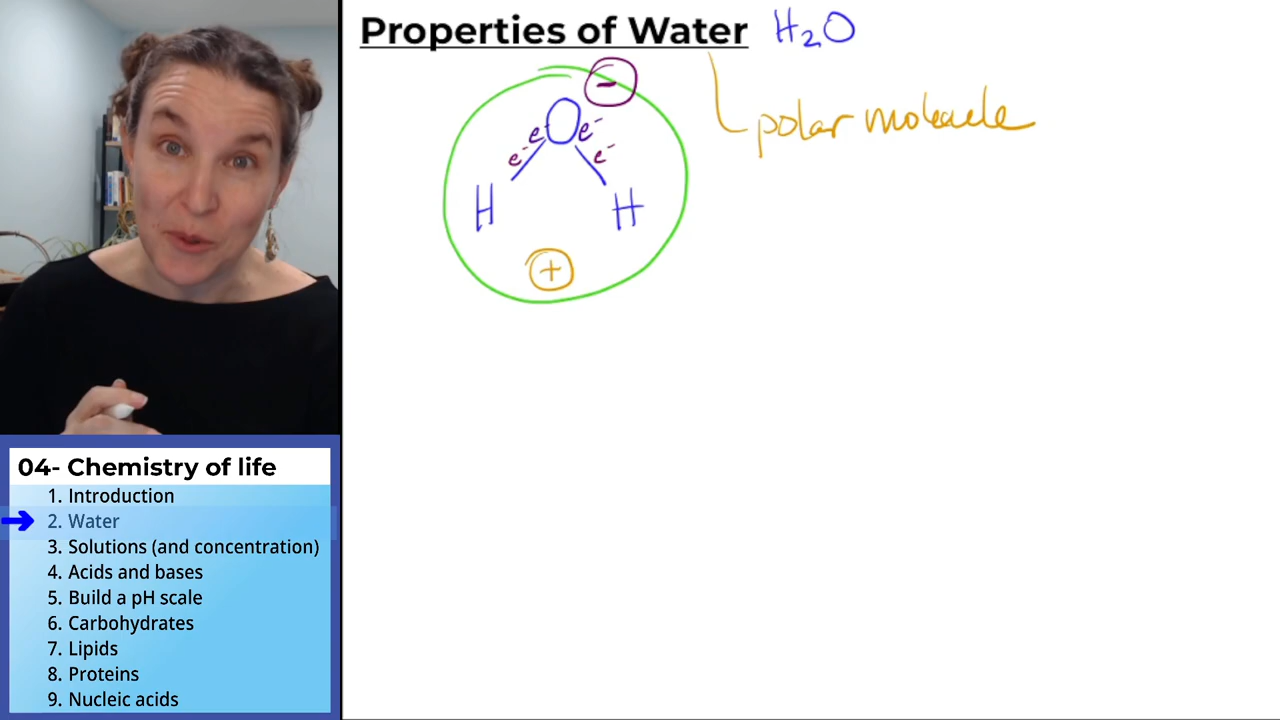 Properties of Water H₂O
polar molecule
-
O
e⁻ e⁻
e⁻ e⁻
H H
+
04- Chemistry of life
1. Introduction
2. Water
3. Solutions (and concentration)
4. Acids and bases
5. Build a pH scale
6. Carbohydrates
7. Lipids
8. Proteins
9. Nucleic acids